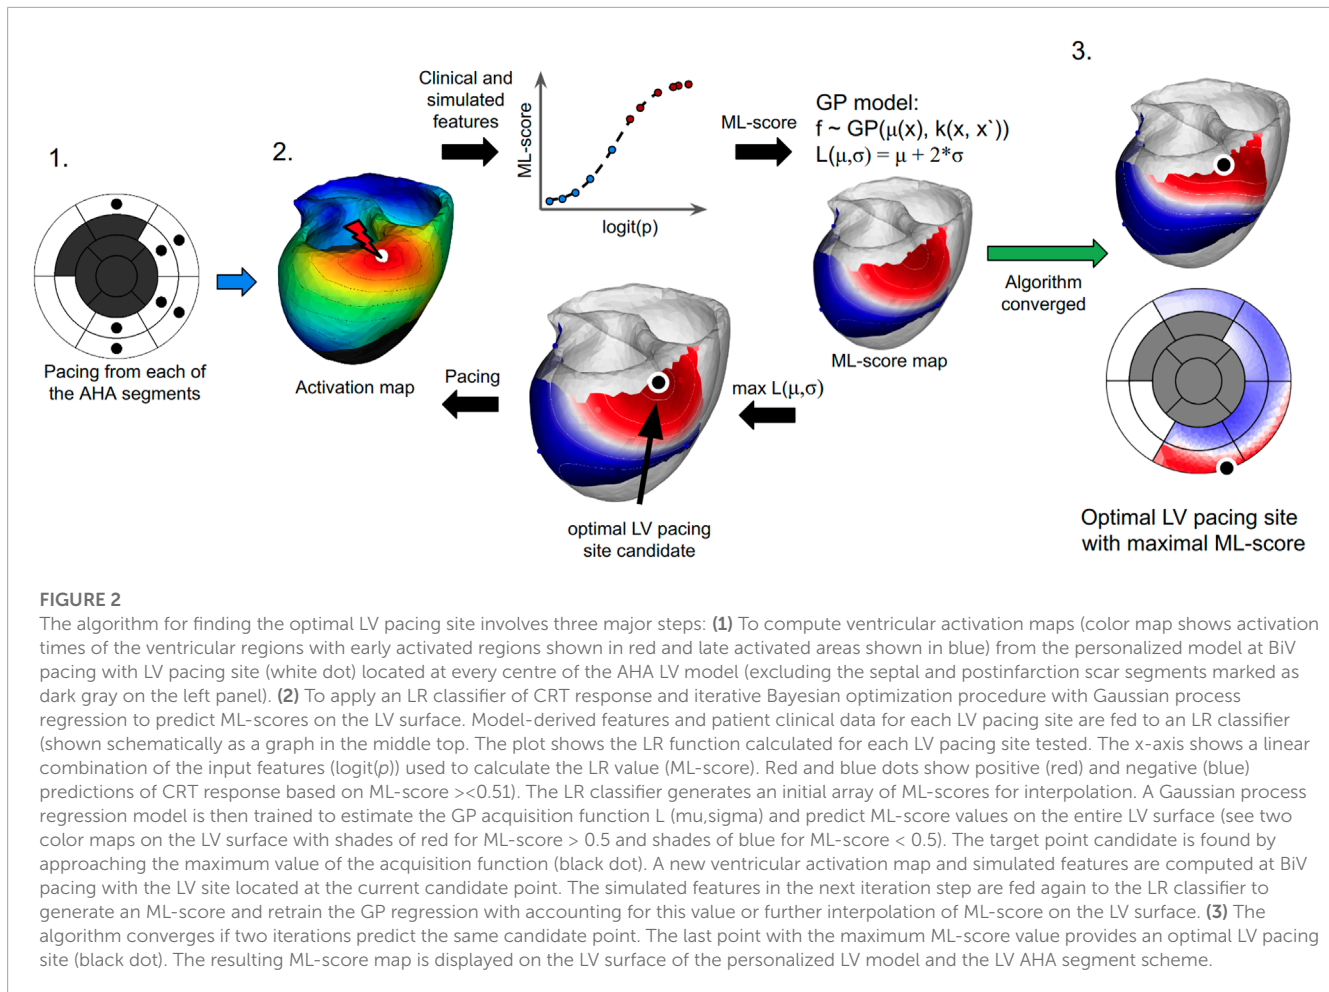 1.
Pacing from each of
the AHA segments
2.
Activation map
Clinical and
simulated
features
ML-score
logit(p)
ML-score
GP model:
f ~ GP(μ(x), k(x, x`))
L(μ,σ) = μ + 2*σ
ML-score map
max L(μ,σ)
optimal LV pacing
site candidate
Pacing
Algorithm
converged
3.
Optimal LV pacing site
with maximal ML-score
FIGURE 2
The algorithm for finding the optimal LV pacing site involves three major steps: (1) To compute ventricular activation maps (color map shows activation
times of the ventricular regions with early activated regions shown in red and late activated areas shown in blue) from the personalized model at BiV
pacing with LV pacing site (white dot) located at every centre of the AHA LV model (excluding the septal and postinfarction scar segments marked as
dark gray on the left panel). (2) To apply an LR classifier of CRT response and iterative Bayesian optimization procedure with Gaussian process
regression to predict ML-scores on the LV surface. Model-derived features and patient clinical data for each LV pacing site are fed to an LR classifier
(shown schematically as a graph in the middle top. The plot shows the LR function calculated for each LV pacing site tested. The x-axis shows a linear
combination of the input features (logit(p)) used to calculate the LR value (ML-score). Red and blue dots show positive (red) and negative (blue)
predictions of CRT response based on ML-score ><0.51). The LR classifier generates an initial array of ML-scores for interpolation. A Gaussian process
regression model is then trained to estimate the GP acquisition function L (mu,sigma) and predict ML-score values on the entire LV surface (see two
color maps on the LV surface with shades of red for ML-score > 0.5 and shades of blue for ML-score < 0.5). The target point candidate is found by
approaching the maximum value of the acquisition function (black dot). A new ventricular activation map and simulated features are computed at BiV
pacing with the LV site located at the current candidate point. The simulated features in the next iteration step are fed again to the LR classifier to
generate an ML-score and retrain the GP regression with accounting for this value or further interpolation of ML-score on the LV surface. (3) The
algorithm converges if two iterations predict the same candidate point. The last point with the maximum ML-score value provides an optimal LV pacing
site (black dot). The resulting ML-score map is displayed on the LV surface of the personalized LV model and the LV AHA segment scheme.